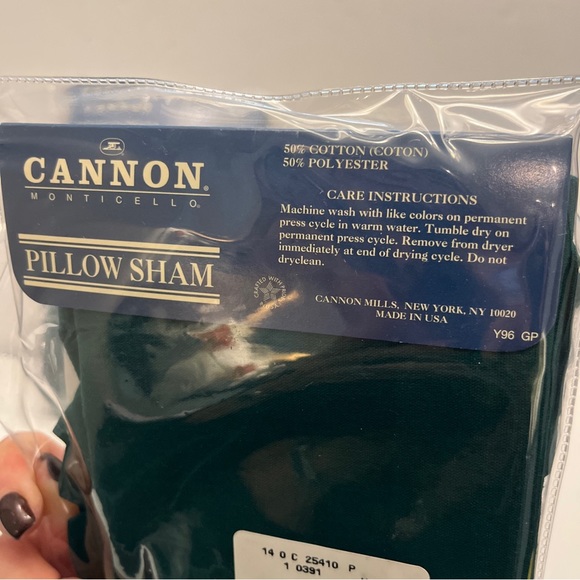 CANNON
MONTICELLO
PILLOW SHAM
50% COTTON (COTON)
50% POLYESTER
CARE INSTRUCTIONS
Machine wash with like colors on permanent
press cycle in warm water. Tumble dry on
permanent press cycle. Remove from dryer
immediately at end of drying cycle. Do not
dryclean.
CRAFTED WITH
CANNON MILLS, NEW YORK, NY 10020
MADE IN USA
Y96 GP
14 0 C 25410 P
1 0391